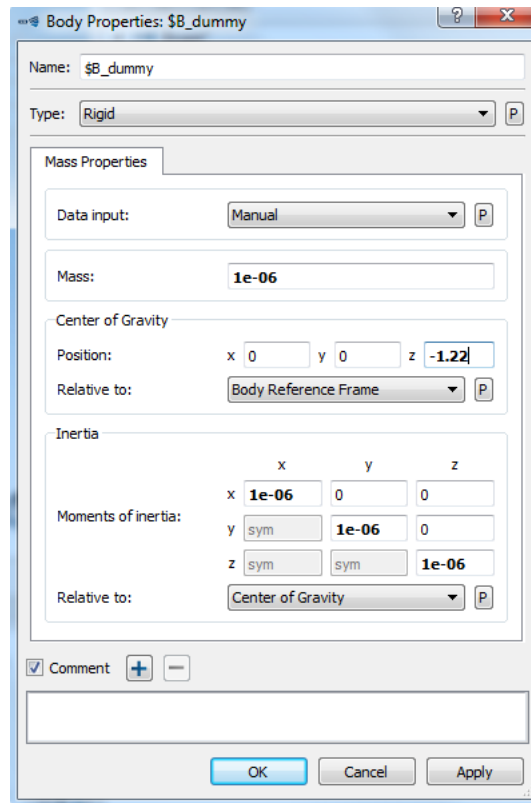 Body Properties: $B_dummy ? X
Name: $B_dummy
Type: Rigid P
Mass Properties
Data input: Manual P
Mass: 1e-06
Center of Gravity
Position: x 0 y 0 z -1.22
Relative to: Body Reference Frame P
Inertia
x y z
x 1e-06 0 0
Moments of inertia: y sym 1e-06 0
z sym sym 1e-06
Relative to: Center of Gravity P
Comment + −
OK Cancel Apply